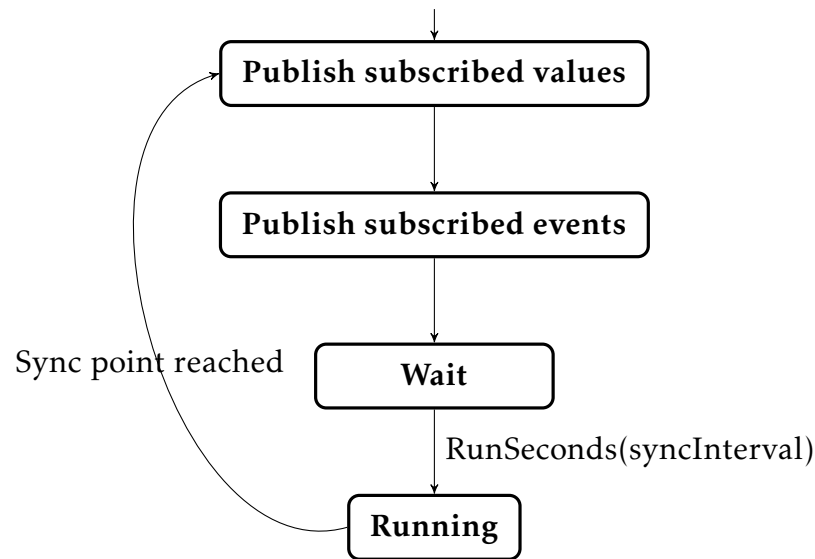 Publish subscribed values
Publish subscribed events
Sync point reached
Wait
RunSeconds(syncInterval)
Running